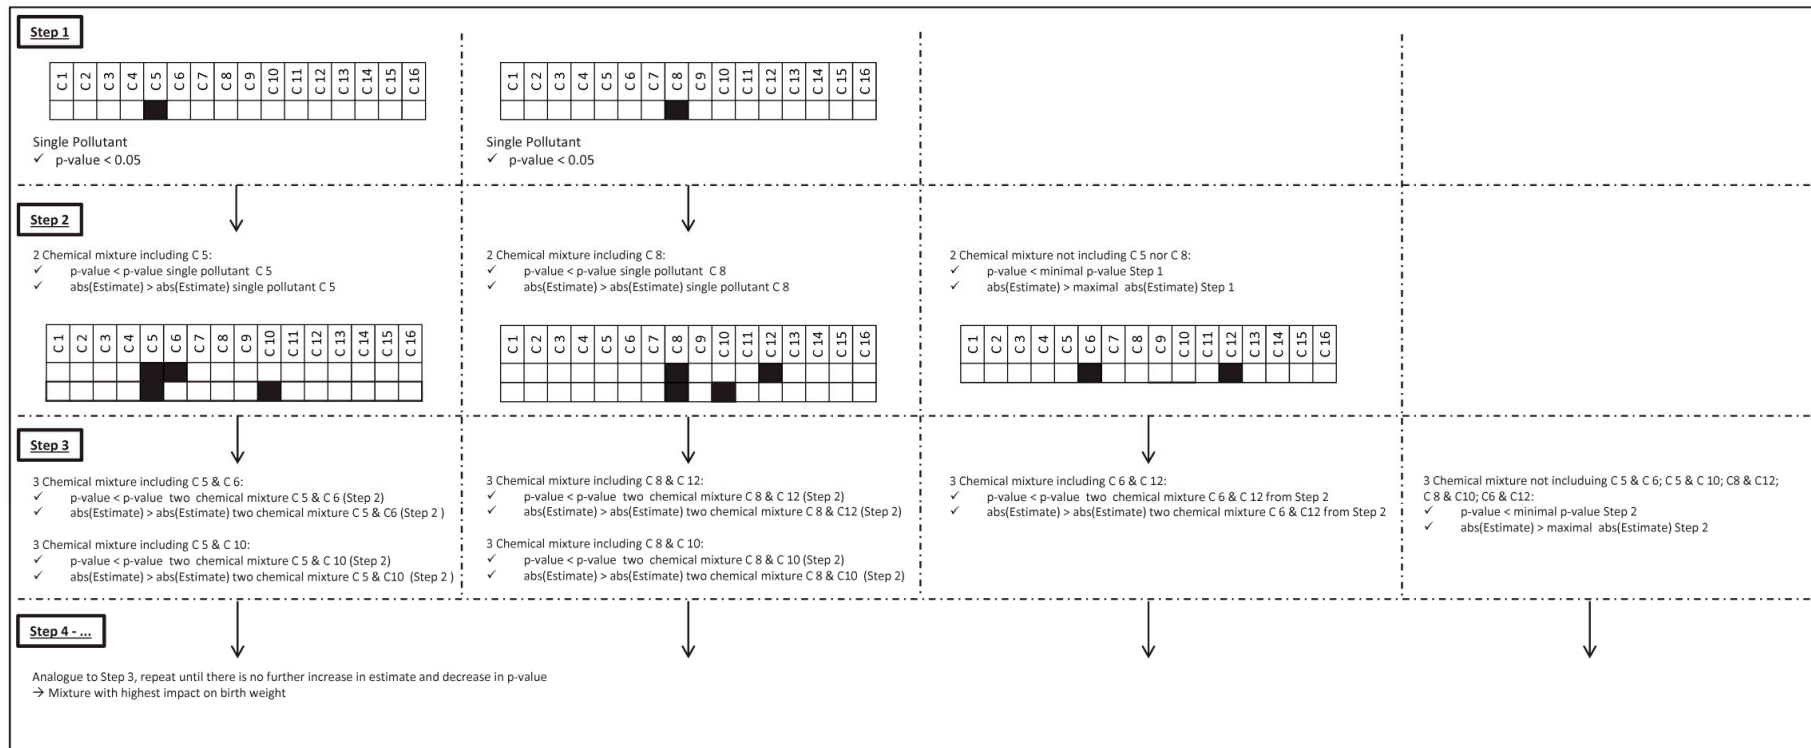 Step 1
C 1 C 2 C 3 C 4 C 5 C 6 C 7 C 8 C 9 C 10 C 11 C 12 C 13 C 14 C 15 C 16
Single Pollutant
✓ p-value < 0.05
C 1 C 2 C 3 C 4 C 5 C 6 C 7 C 8 C 9 C 10 C 11 C 12 C 13 C 14 C 15 C 16
Single Pollutant
✓ p-value < 0.05
Step 2
2 Chemical mixture including C 5:
✓ p-value < p-value single pollutant C 5
✓ abs(Estimate) > abs(Estimate) single pollutant C 5
C 1 C 2 C 3 C 4 C 5 C 6 C 7 C 8 C 9 C 10 C 11 C 12 C 13 C 14 C 15 C 16
2 Chemical mixture including C 8:
✓ p-value < p-value single pollutant C 8
✓ abs(Estimate) > abs(Estimate) single pollutant C 8
C 1 C 2 C 3 C 4 C 5 C 6 C 7 C 8 C 9 C 10 C 11 C 12 C 13 C 14 C 15 C 16
2 Chemical mixture not including C 5 nor C 8:
✓ p-value < minimal p-value Step 1
✓ abs(Estimate) > maximal abs(Estimate) Step 1
C 1 C 2 C 3 C 4 C 6 C 7 C 8 C 9 C 10 C 11 C 12 C 13 C 14 C 15 C 16
Step 3
3 Chemical mixture including C 5 & C 6:
✓ p-value < p-value two chemical mixture C 5 & C 6 (Step 2)
✓ abs(Estimate) > abs(Estimate) two chemical mixture C 5 & C6 (Step 2 )
3 Chemical mixture including C 5 & C 10:
✓ p-value < p-value two chemical mixture C 5 & C 10 (Step 2)
✓ abs(Estimate) > abs(Estimate) two chemical mixture C 5 & C10 (Step 2 )
3 Chemical mixture including C 8 & C 12:
✓ p-value < p-value two chemical mixture C 8 & C 12 (Step 2)
✓ abs(Estimate) > abs(Estimate) two chemical mixture C 8 & C12 (Step 2)
3 Chemical mixture including C 8 & C 10:
✓ p-value < p-value two chemical mixture C 8 & C 10 (Step 2)
✓ abs(Estimate) > abs(Estimate) two chemical mixture C 8 & C10 (Step 2)
3 Chemical mixture including C 6 & C 12:
✓ p-value < p-value two chemical mixture C 6 & C 12 from Step 2
✓ abs(Estimate) > abs(Estimate) two chemical mixture C 6 & C12 from Step 2
3 Chemical mixture not includuing C 5 & C 6; C 5 & C 10; C8 & C12;
C 8 & C10; C6 & C12:
✓ p-value < minimal p-value Step 2
✓ abs(Estimate) > maximal abs(Estimate) Step 2
Step 4 - ...
Analogue to Step 3, repeat until there is no further increase in estimate and decrease in p-value
→ Mixture with highest impact on birth weight